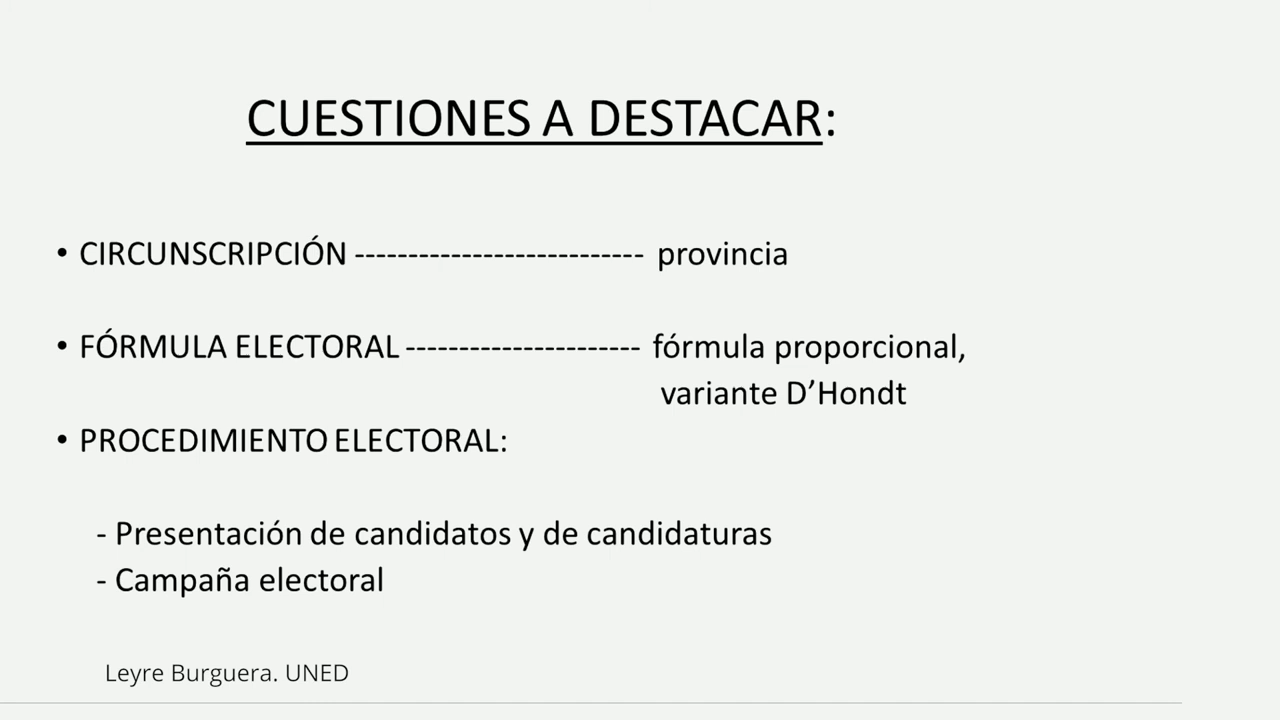 CUESTIONES A DESTACAR:
• CIRCUNSCRIPCIÓN --------------------------- provincia
• FÓRMULA ELECTORAL ---------------------- fórmula proporcional,
variante D’Hondt
• PROCEDIMIENTO ELECTORAL:
- Presentación de candidatos y de candidaturas
- Campaña electoral
Leyre Burguera. UNED